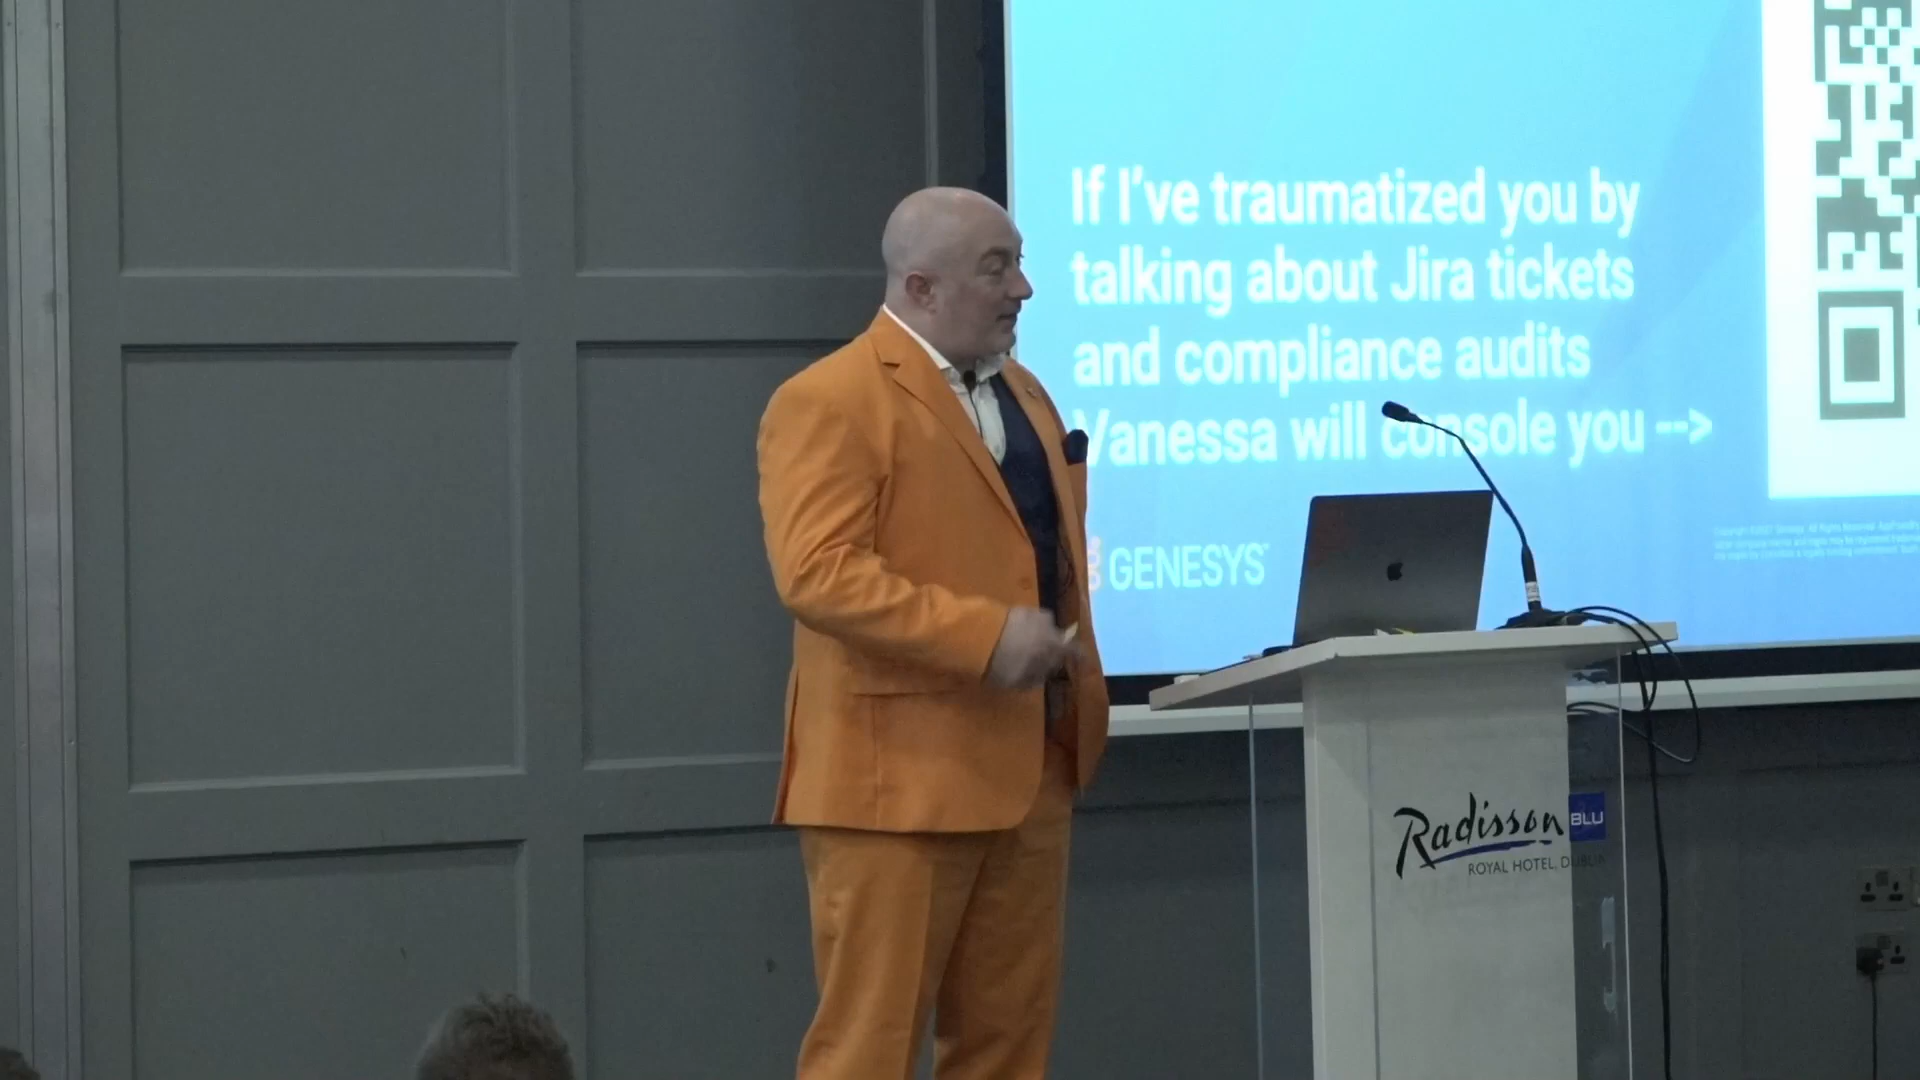 If I've traumatized you by
talking about Jira tickets
and compliance audits
Vanessa will console you -->
GENESYS
Radisson BLU
ROYAL HOTEL, DUBLIN